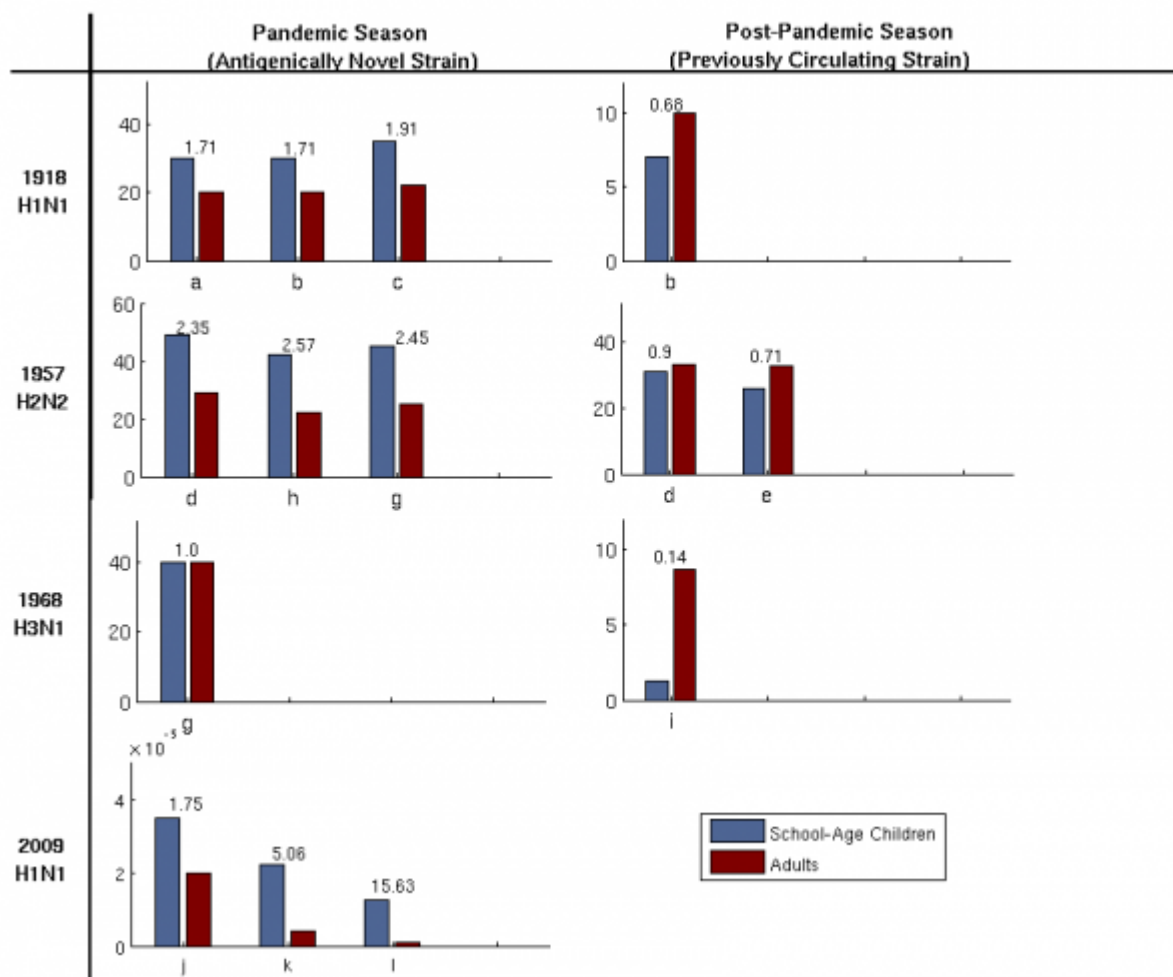 Pandemic Season
(Antigenically Novel Strain)
Post-Pandemic Season
(Previously Circulating Strain)
1918
H1N1
40
20
0
1.71
1.71
1.91
a
b
c
10
5
0
0.68
b
1957
H2N2
60
40
20
0
2.35
2.57
2.45
d
h
g
40
20
0
0.9
0.71
d
e
1968
H3N1
40
20
0
1.0
g
10
5
0
0.14
i
2009
H1N1
×10⁻⁵
4
2
0
1.75
5.06
15.63
j
k
l
School-Age Children
Adults